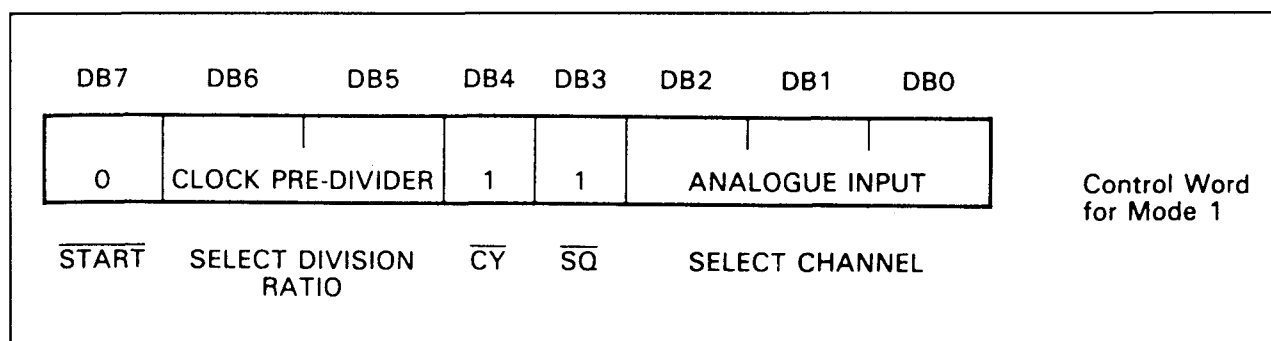 DB7 DB6 DB5 DB4 DB3 DB2 DB1 DB0
0 CLOCK PRE-DIVIDER 1 1 ANALOGUE INPUT
Control Word
for Mode 1
START SELECT DIVISION
RATIO
CY SQ SELECT CHANNEL